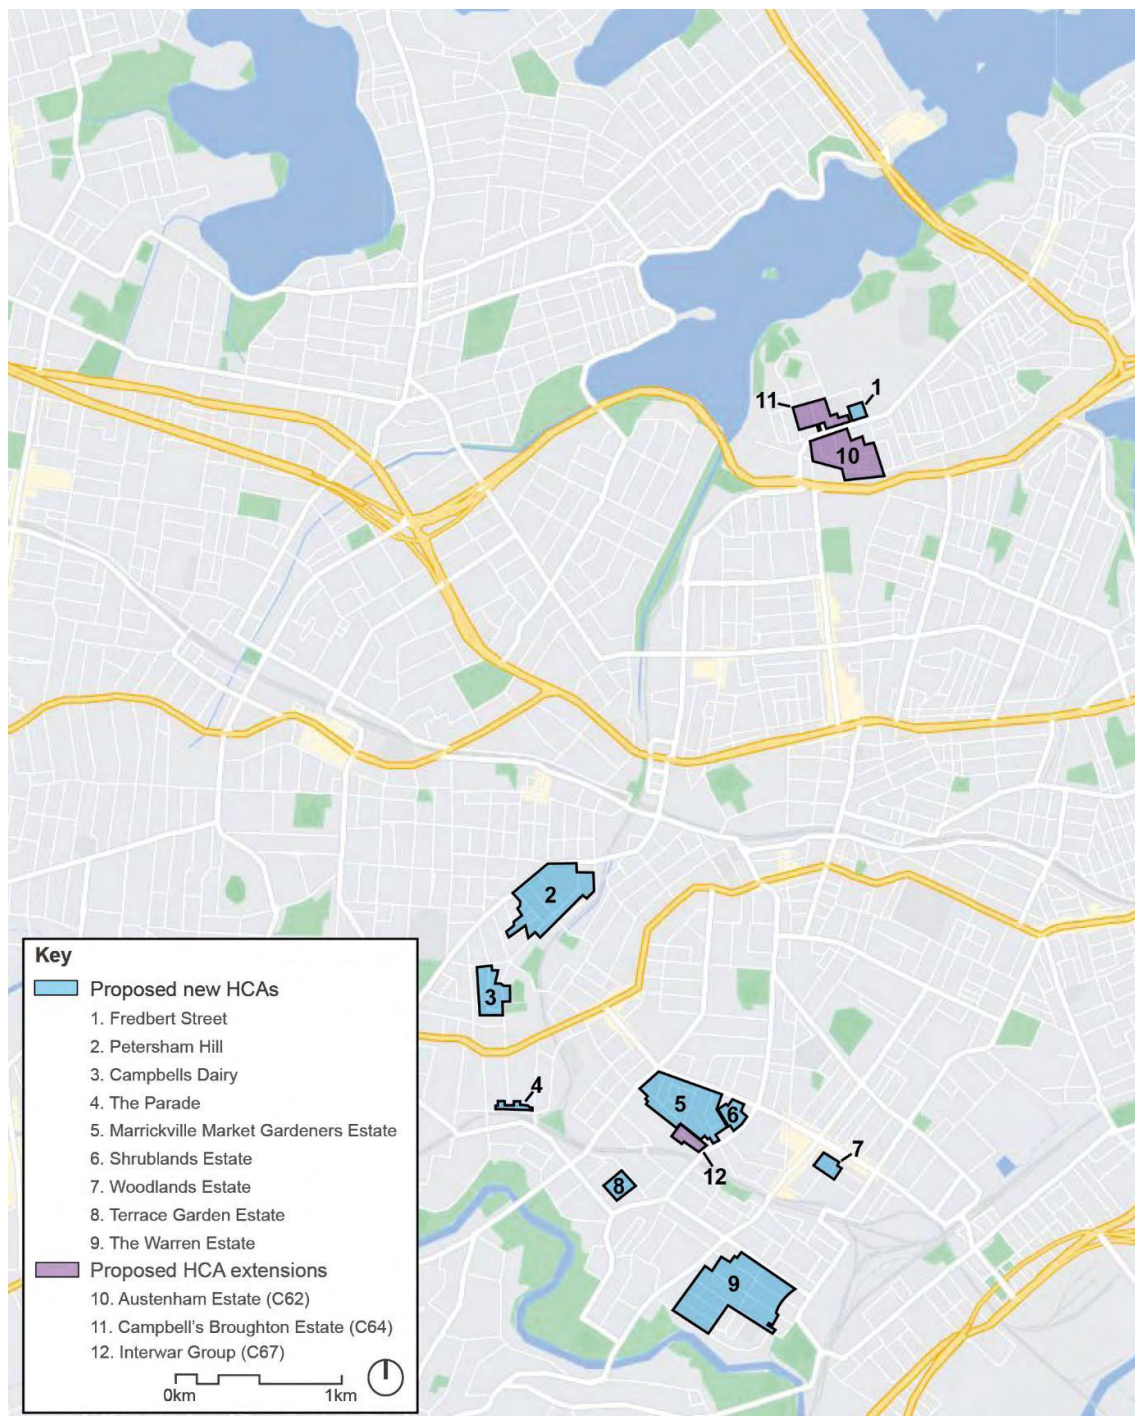 11
1
10
2
3
4
5
6
7
12
8
9
Key
Proposed new HCAs
1. Fredbert Street
2. Petersham Hill
3. Campbells Dairy
4. The Parade
5. Marrickville Market Gardeners Estate
6. Shrublands Estate
7. Woodlands Estate
8. Terrace Garden Estate
9. The Warren Estate
Proposed HCA extensions
10. Austenham Estate (C62)
11. Campbell's Broughton Estate (C64)
12. Interwar Group (C67)
0km 1km